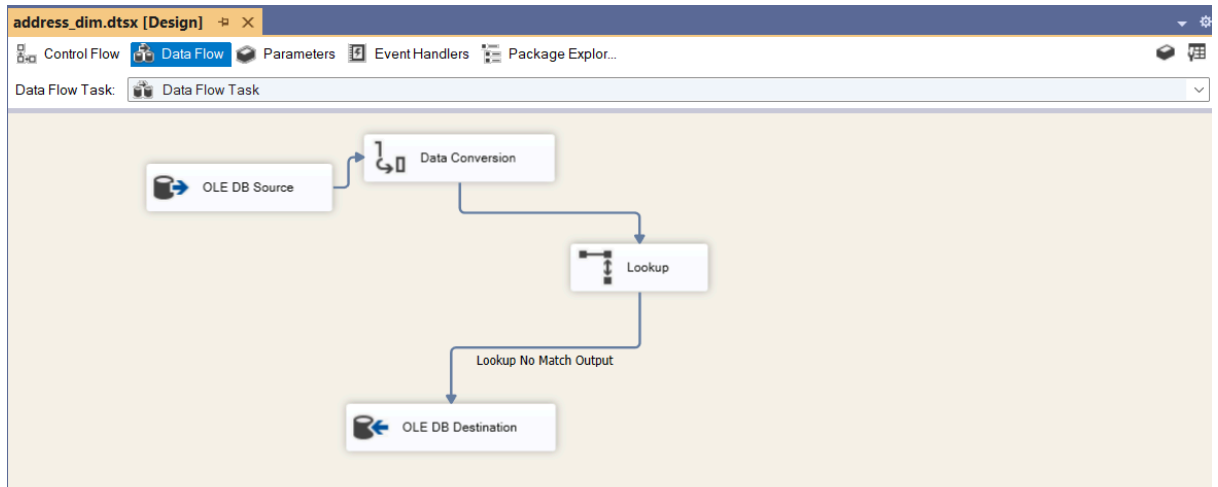 address_dim.dtsx [Design]
Control Flow Data Flow Parameters Event Handlers Package Explor...
Data Flow Task: Data Flow Task
Data Conversion
OLE DB Source
Lookup
Lookup No Match Output
OLE DB Destination